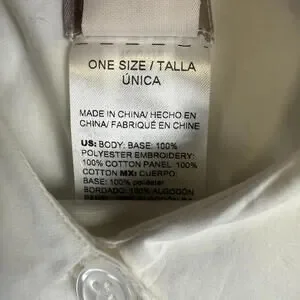 ONE SIZE / TALLA
ÚNICA
MADE IN CHINA/ HECHO EN
CHINA/ FABRIQUÉ EN CHINE
US: BODY: BASE: 100%
POLYESTER EMBROIDERY:
100% COTTON PANEL: 100%
COTTON MX: CUERPO:
BASE: 100% poliéster
BORDADO: 100% ALGODÓN